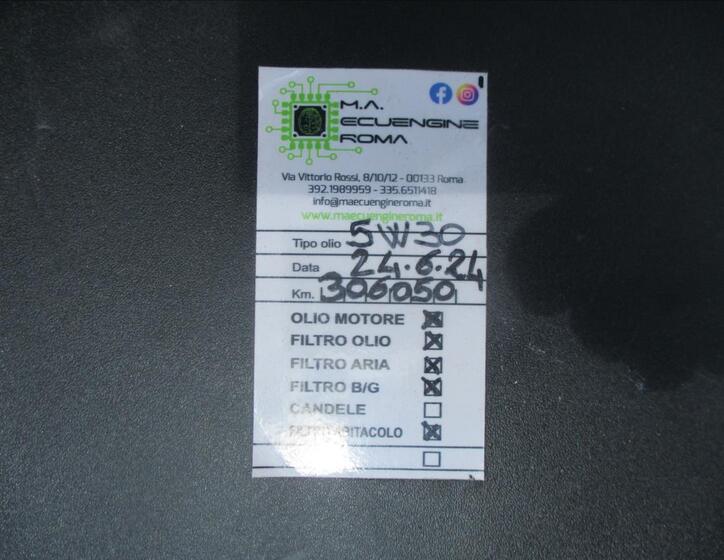 M.A.
ECUENGINE
ROMA
Via Vittorio Rossi, 8/10/12 - 00133 Roma
392.1989959 - 335.6511418
info@maecuengineroma.it
www.maecuengineroma.it
Tipo olio 5W30
Data 24.6.24
Km. 306050
OLIO MOTORE
FILTRO OLIO
FILTRO ARIA
FILTRO B/G
CANDELE
FILTRO ABITACOLO